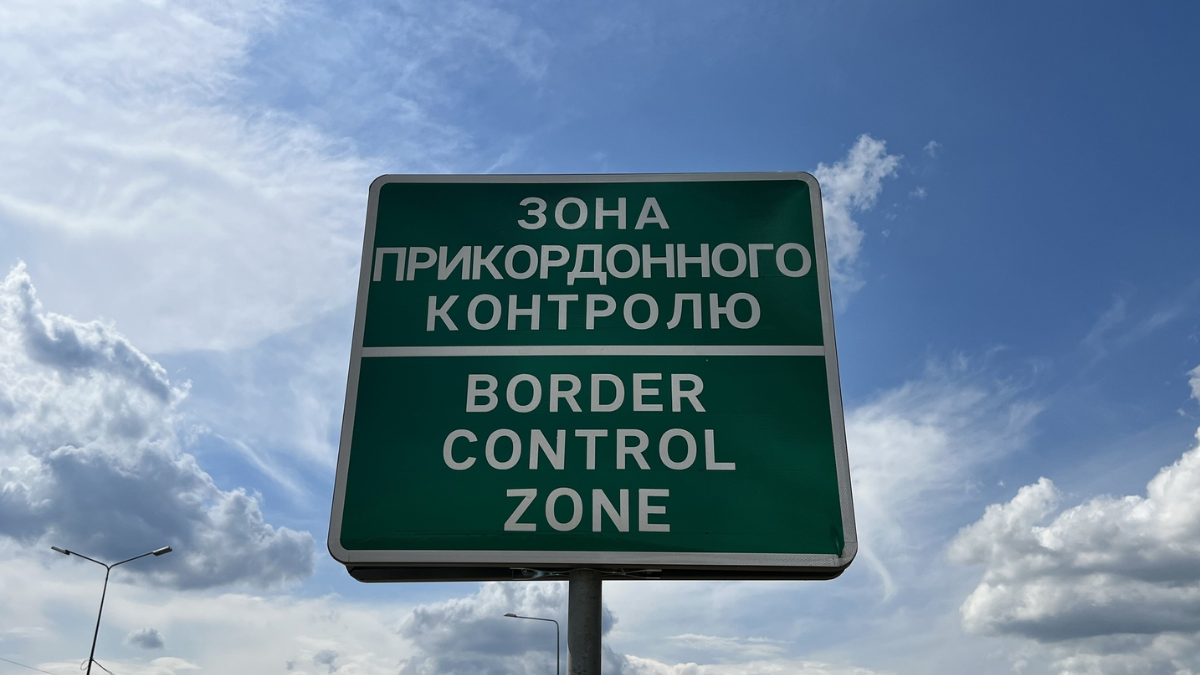 ЗОНА
ПРИКОРДОННОГО
КОНТРОЛЮ
BORDER
CONTROL
ZONE